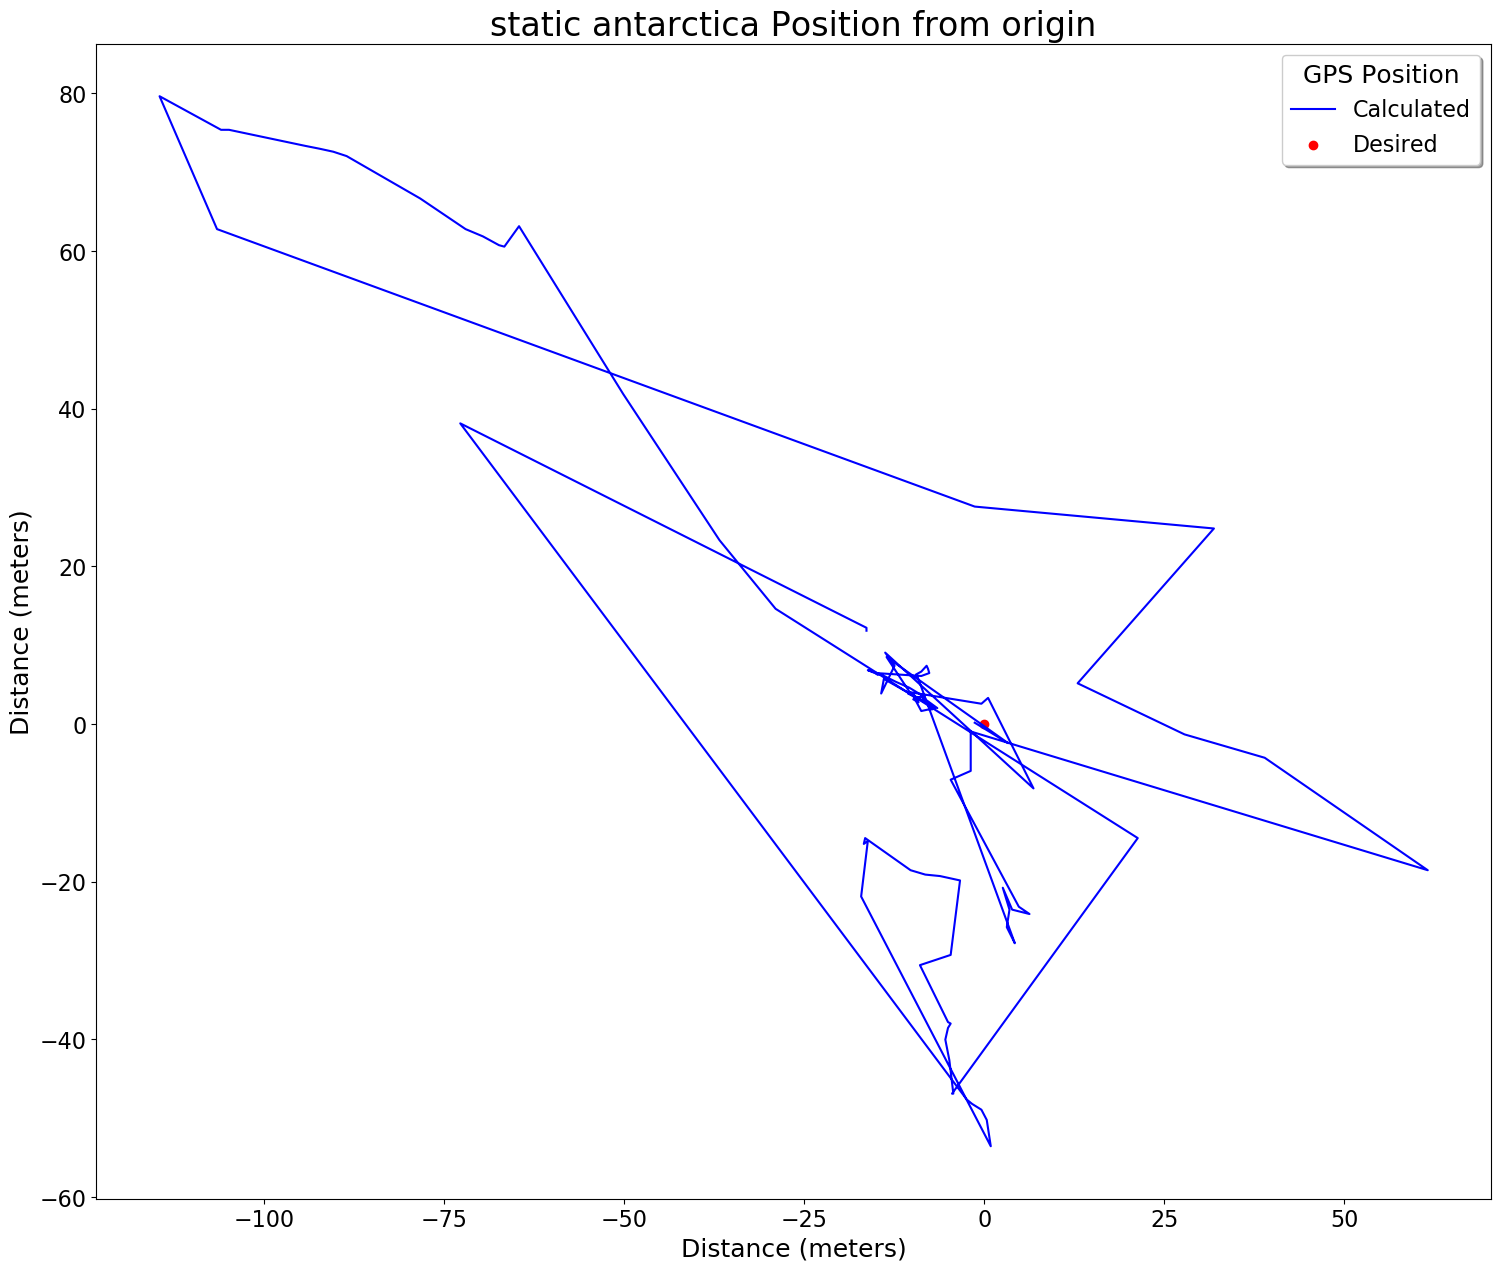 static antarctica Position from origin
GPS Position
Calculated
Desired
80
60
40
20
0
−20
−40
−60
Distance (meters)
−100
−75
−50
−25
0
25
50
Distance (meters)